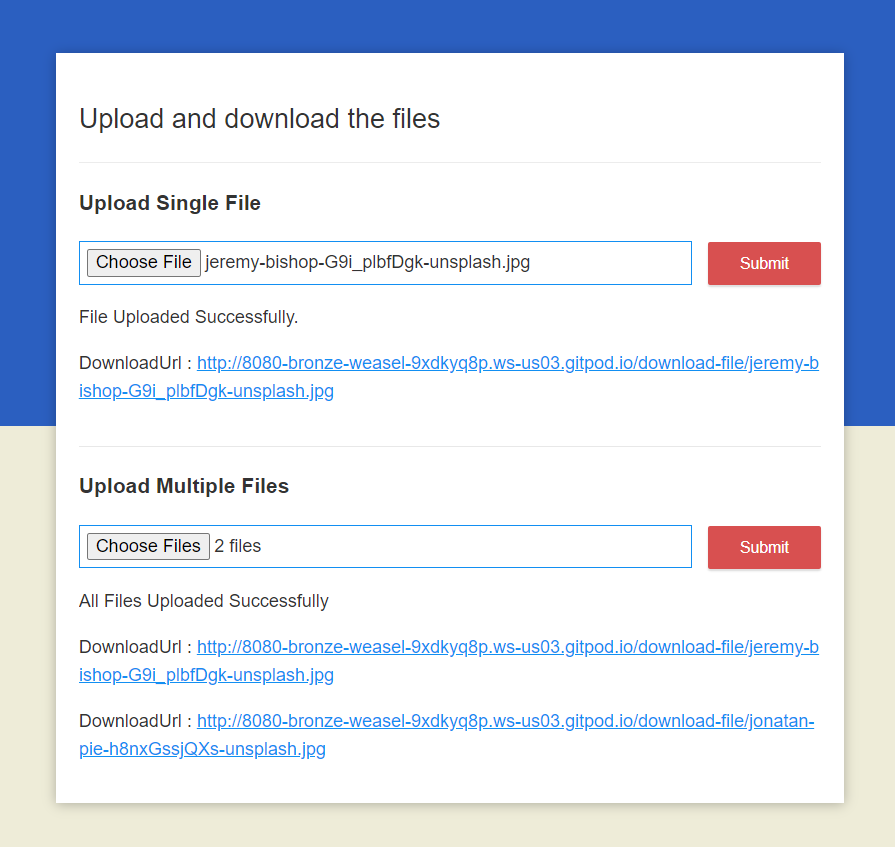 Upload and download the files
Upload Single File
Choose File jeremy-bishop-G9i_plbfDgk-unsplash.jpg
Submit
File Uploaded Successfully.
DownloadUrl : http://8080-bronze-weasel-9xdkyq8p.ws-us03.gitpod.io/download-file/jeremy-b
ishop-G9i_plbfDgk-unsplash.jpg
Upload Multiple Files
Choose Files 2 files
Submit
All Files Uploaded Successfully
DownloadUrl : http://8080-bronze-weasel-9xdkyq8p.ws-us03.gitpod.io/download-file/jeremy-b
ishop-G9i_plbfDgk-unsplash.jpg
DownloadUrl : http://8080-bronze-weasel-9xdkyq8p.ws-us03.gitpod.io/download-file/jonatan-
pie-h8nxGssjQXs-unsplash.jpg